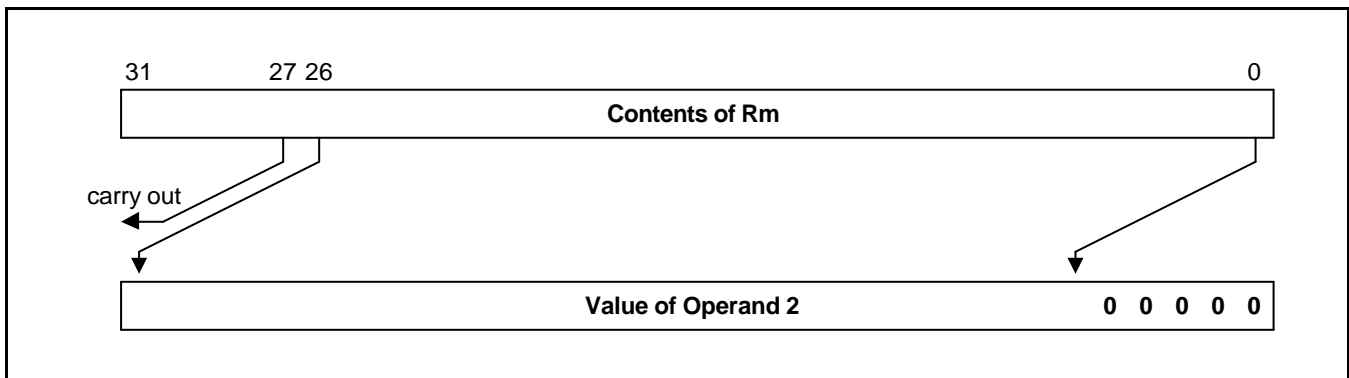 31 27 26 0
Contents of Rm
carry out
Value of Operand 2 0 0 0 0 0